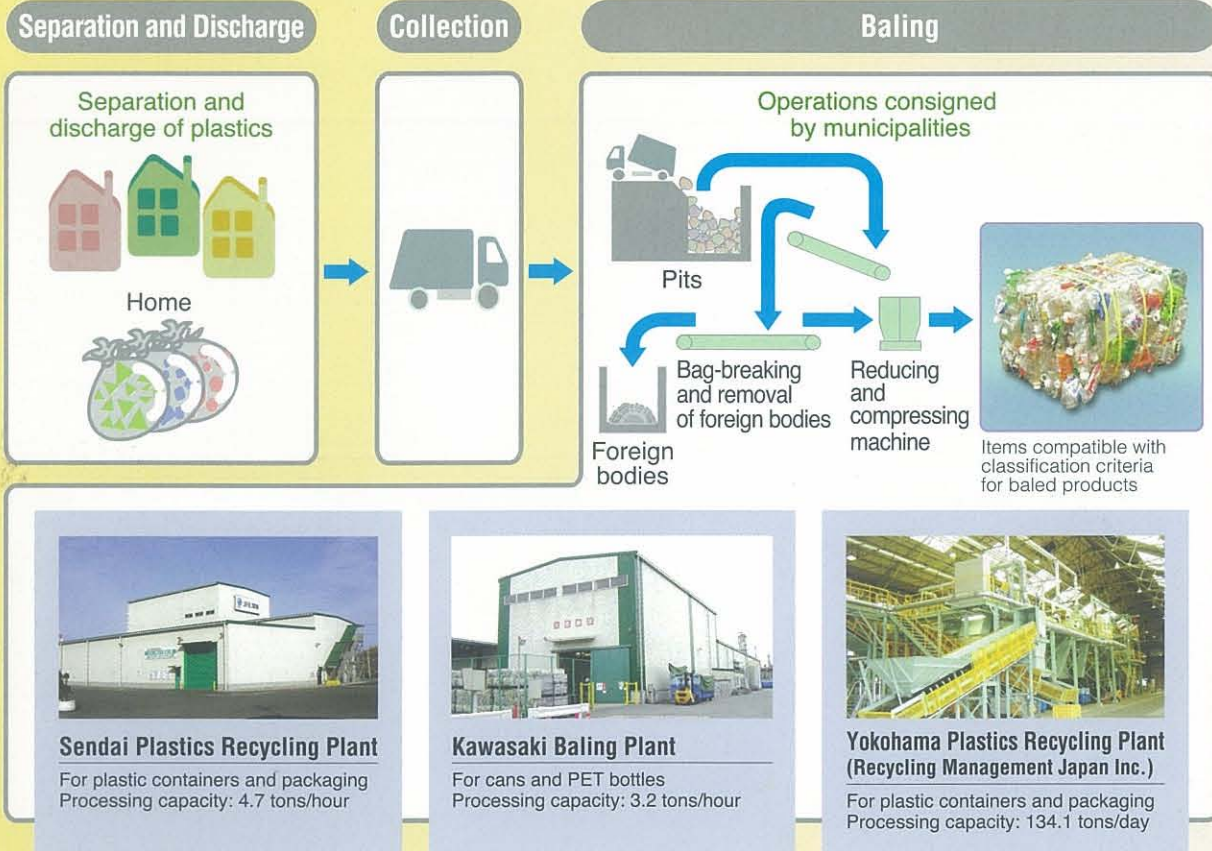 Separation and Discharge
Collection
Baling
Separation and
discharge of plastics
Home
Operations consigned
by municipalities
Pits
Foreign
bodies
Bag-breaking
and removal
of foreign bodies
Reducing
and
compressing
machine
Items compatible with
classification criteria
for baled products
Sendai Plastics Recycling Plant
For plastic containers and packaging
Processing capacity: 4.7 tons/hour
Kawasaki Baling Plant
For cans and PET bottles
Processing capacity: 3.2 tons/hour
Yokohama Plastics Recycling Plant
(Recycling Management Japan Inc.)
For plastic containers and packaging
Processing capacity: 134.1 tons/day